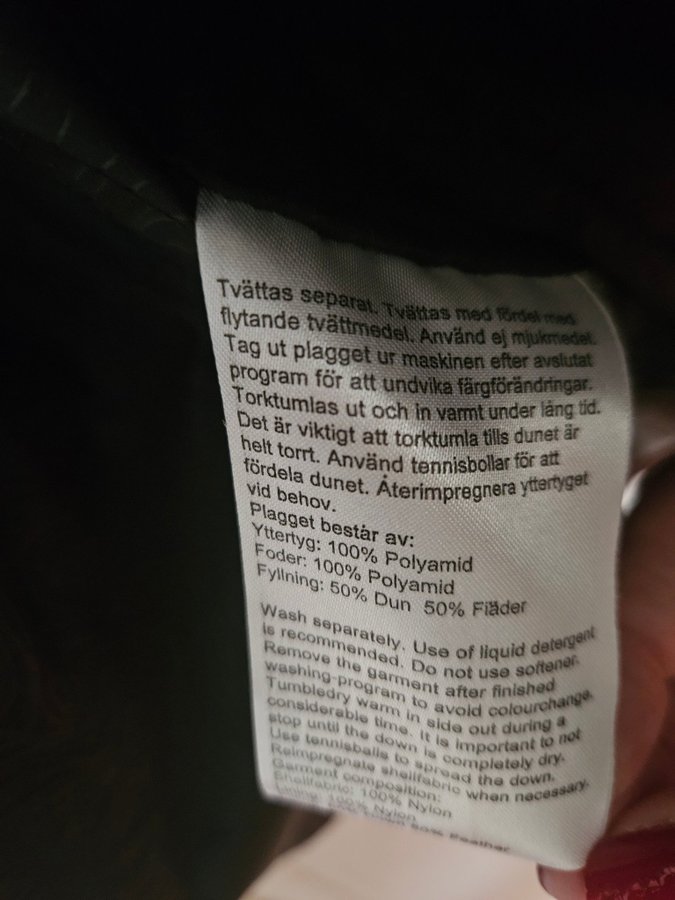 Tvättas separat. Tvättas med fördel med
flytande tvättmedel. Använd ej mjukmedel.
Tag ut plagget ur maskinen efter avslutat
program för att undvika färgförändringar.
Torktumlas ut och in varmt under lång tid.
Det är viktigt att torktumla tills dunet är
helt torrt. Använd tennisbollar för att
fördela dunet. Återimpregnera yttertyget
vid behov.
Plagget består av:
Yttertyg: 100% Polyamid
Foder: 100% Polyamid
Fyllning: 50% Dun 50% Fläder
Wash separately. Use of liquid detergent
is recommended. Do not use softener.
Remove the garment after finished
washing-program to avoid colourchange.
Tumbledry warm in side out during a
considerable time. It is important to not
stop until the down is completely dry.
Use tennisballs to spread the down.
Reimpregnate shellfabric when necessary.
Garment composition:
Shellfabric: 100% Nylon
Lining: 100% Nylon
50% Feather